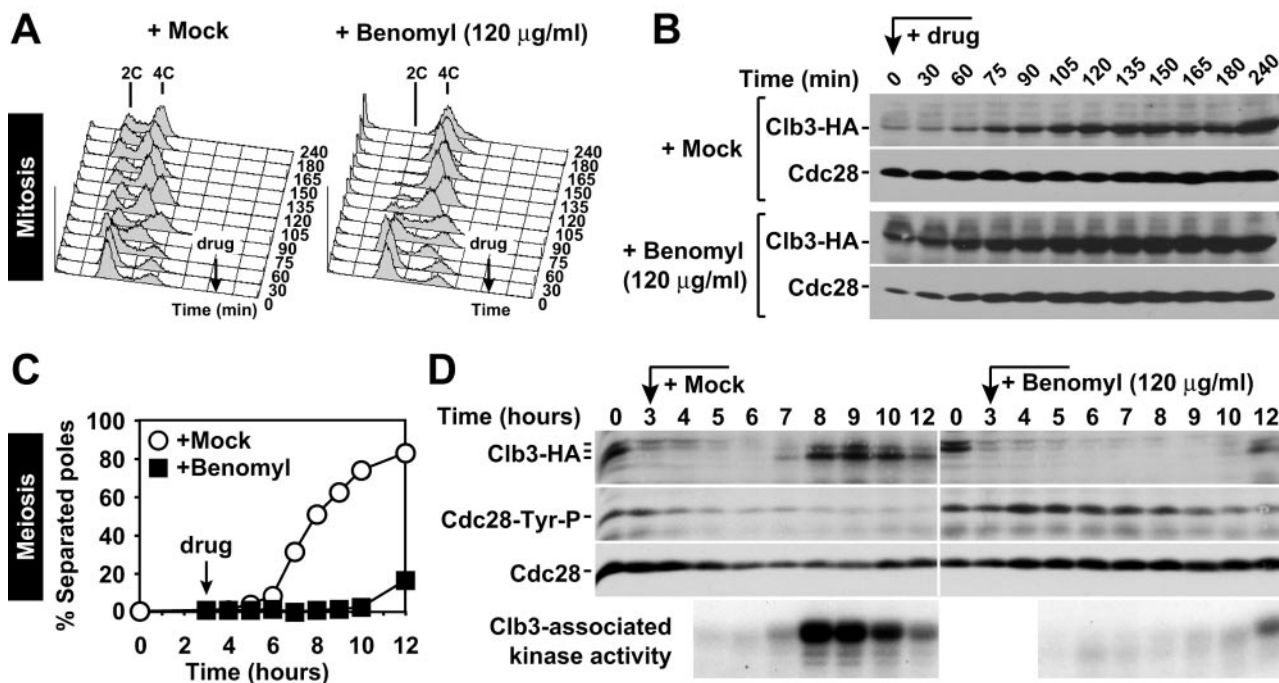 A
+ Mock
+ Benomyl (120 μg/ml)
2C 4C
2C 4C
Mitosis
240
180
165
150
135
120
105
90
75
60
30
0
drug
Time (min)
240
180
165
150
135
120
105
90
75
60
30
0
drug
Time
B
+ drug
Time (min) 0 30 60 75 90 105 120 135 150 165 180 240
+ Mock
Clb3-HA
Cdc28
+ Benomyl
(120 μg/ml)
Clb3-HA
Cdc28
C
Meiosis
% Separated poles
100
80
60
40
20
0
+Mock
+Benomyl
drug
0 2 4 6 8 10 12
Time (hours)
D
+ Mock
+ Benomyl (120 μg/ml)
Time (hours) 0 3 4 5 6 7 8 9 10 12 0 3 4 5 6 7 8 9 10 12
Clb3-HA
Cdc28-Tyr-P
Cdc28
Clb3-associated
kinase activity